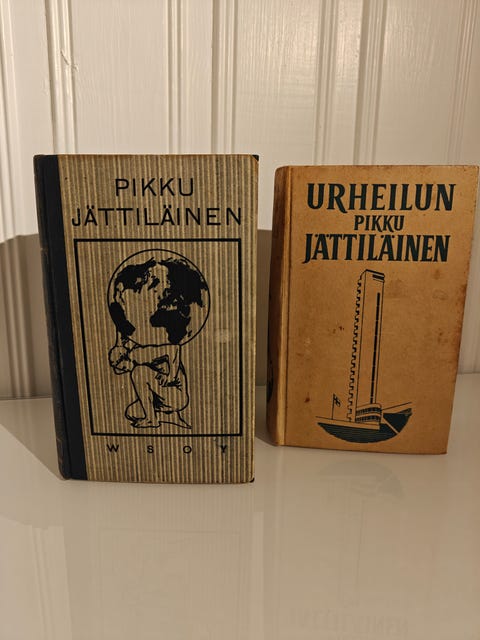 PIKKU
JÄTTILÄINEN
WSOY
URHEILUN
PIKKU
JÄTTILÄINEN